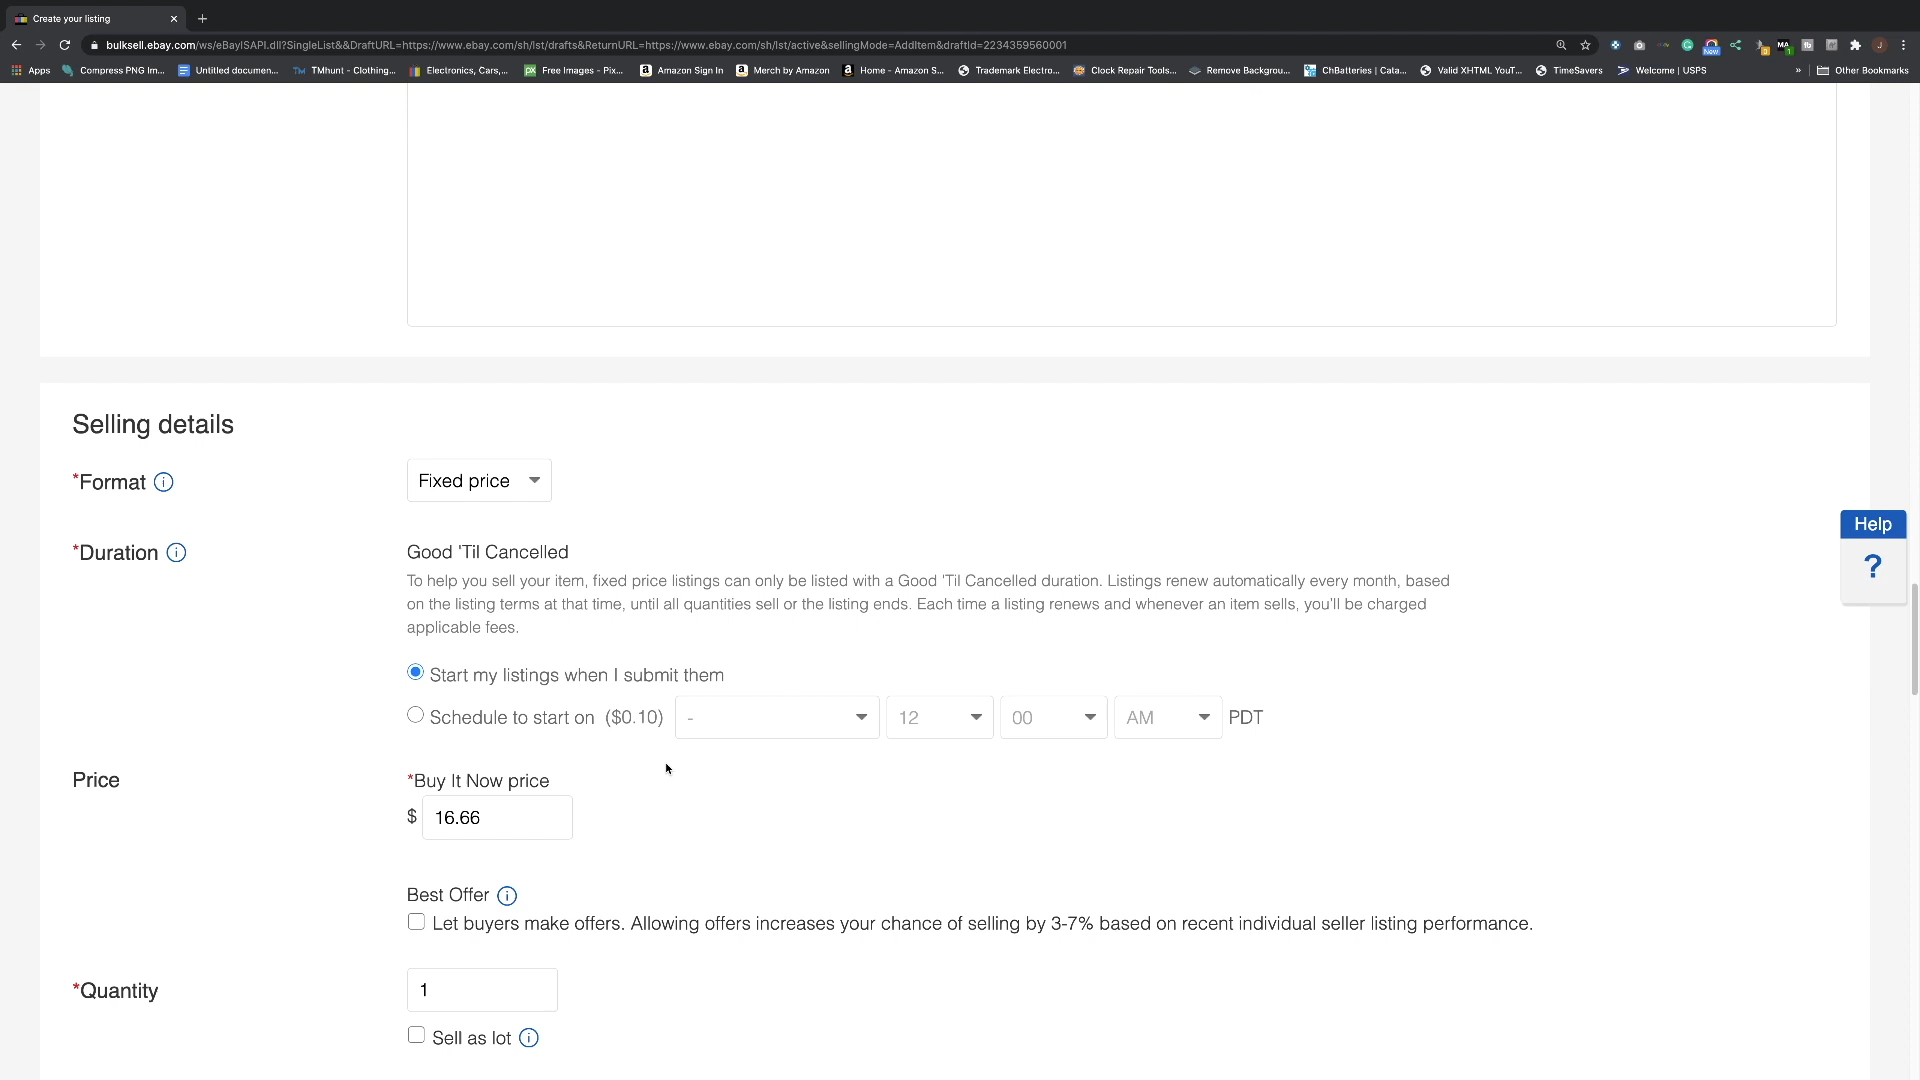 Create your listing
bulksell.ebay.com/ws/eBayISAPI.dll?SingleList&&DraftURL=https://www.ebay.com/sh/lst/drafts&ReturnURL=https://www.ebay.com/sh/lst/active&sellingMode=AddItem&draftId=2234359560001
Apps Compress PNG Im... Untitled documen... TMhunt - Clothing... Electronics, Cars,... Free Images - Pix... Amazon Sign In Merch by Amazon Home - Amazon S... Trademark Electro... Clock Repair Tools... Remove Backgrou... ChBatteries | Cata... Valid XHTML YouT... TimeSavers Welcome | USPS » Other Bookmarks
Selling details
*Format
Fixed price
*Duration
Good 'Til Cancelled
To help you sell your item, fixed price listings can only be listed with a Good 'Til Cancelled duration. Listings renew automatically every month, based
on the listing terms at that time, until all quantities sell or the listing ends. Each time a listing renews and whenever an item sells, you'll be charged
applicable fees.
Start my listings when I submit them
Schedule to start on ($0.10) - 12 00 AM PDT
Price
*Buy It Now price
$ 16.66
Best Offer
Let buyers make offers. Allowing offers increases your chance of selling by 3-7% based on recent individual seller listing performance.
*Quantity
1
Sell as lot
Help
?